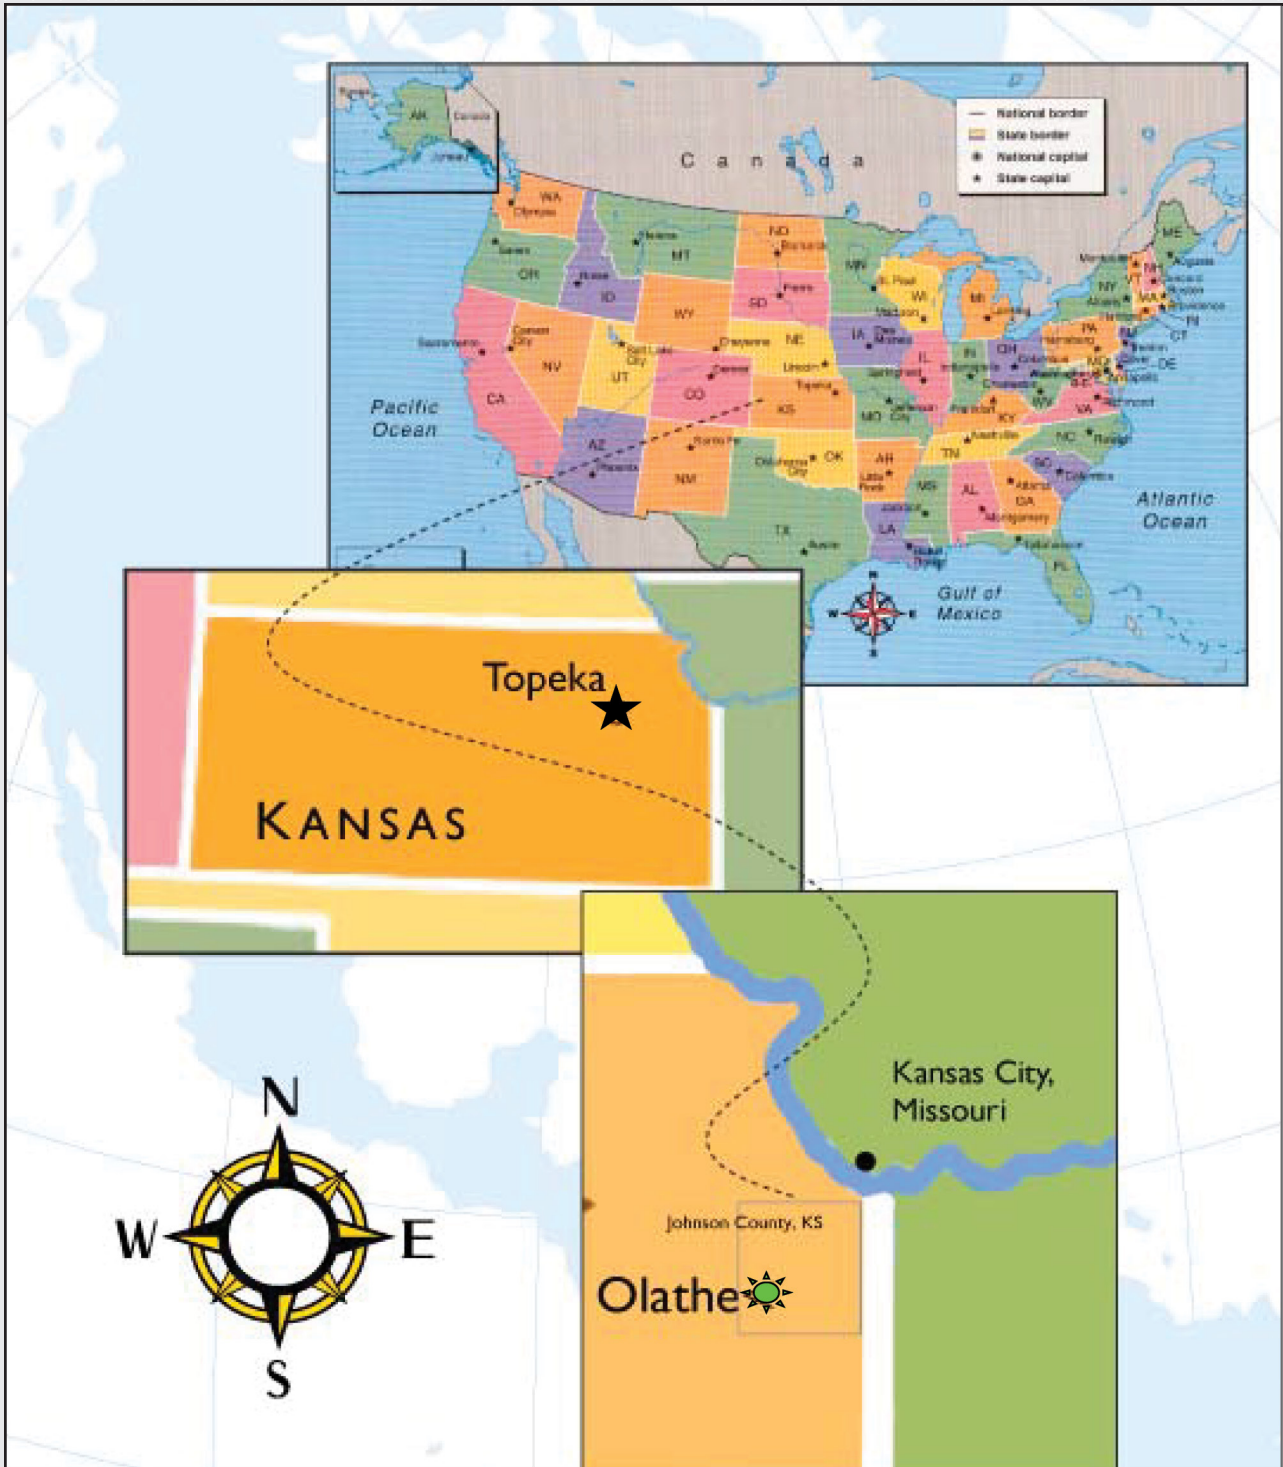 AK
Canada
Juneau
C a n a d a
National border
State border
National capital
State capital
WA
Olympia
Salem
OR
Helena
MT
Boise
ID
ND
Bismarck
MN
St. Paul
WI
Madison
MI
Lansing
ME
Augusta
VT
NH
NY
Albany
MA
Boston
Providence
RI
CT
SD
Pierre
WY
Cheyenne
NE
Lincoln
IA
Des
Moines
IL
Springfield
IN
OH
Columbus
PA
Harrisburg
Trenton
Dover
DE
Annapolis
Sacramento
Carson
City
NV
Salt Lake
City
UT
Denver
CO
Topeka
KS
MO
Frankfort
KY
WV
VA
Richmond
CA
Pacific
Ocean
AZ
Phoenix
Santa Fe
NM
Oklahoma
City
OK
AR
Little
Rock
Nashville
TN
NC
Raleigh
SC
Columbia
MS
Jackson
AL
Montgomery
Atlanta
GA
Atlantic
Ocean
TX
Austin
LA
Tallahassee
FL
Gulf of
Mexico
N
W
E
S
Topeka
KANSAS
Kansas City,
Missouri
Johnson County, KS
Olathe
N
W
E
S